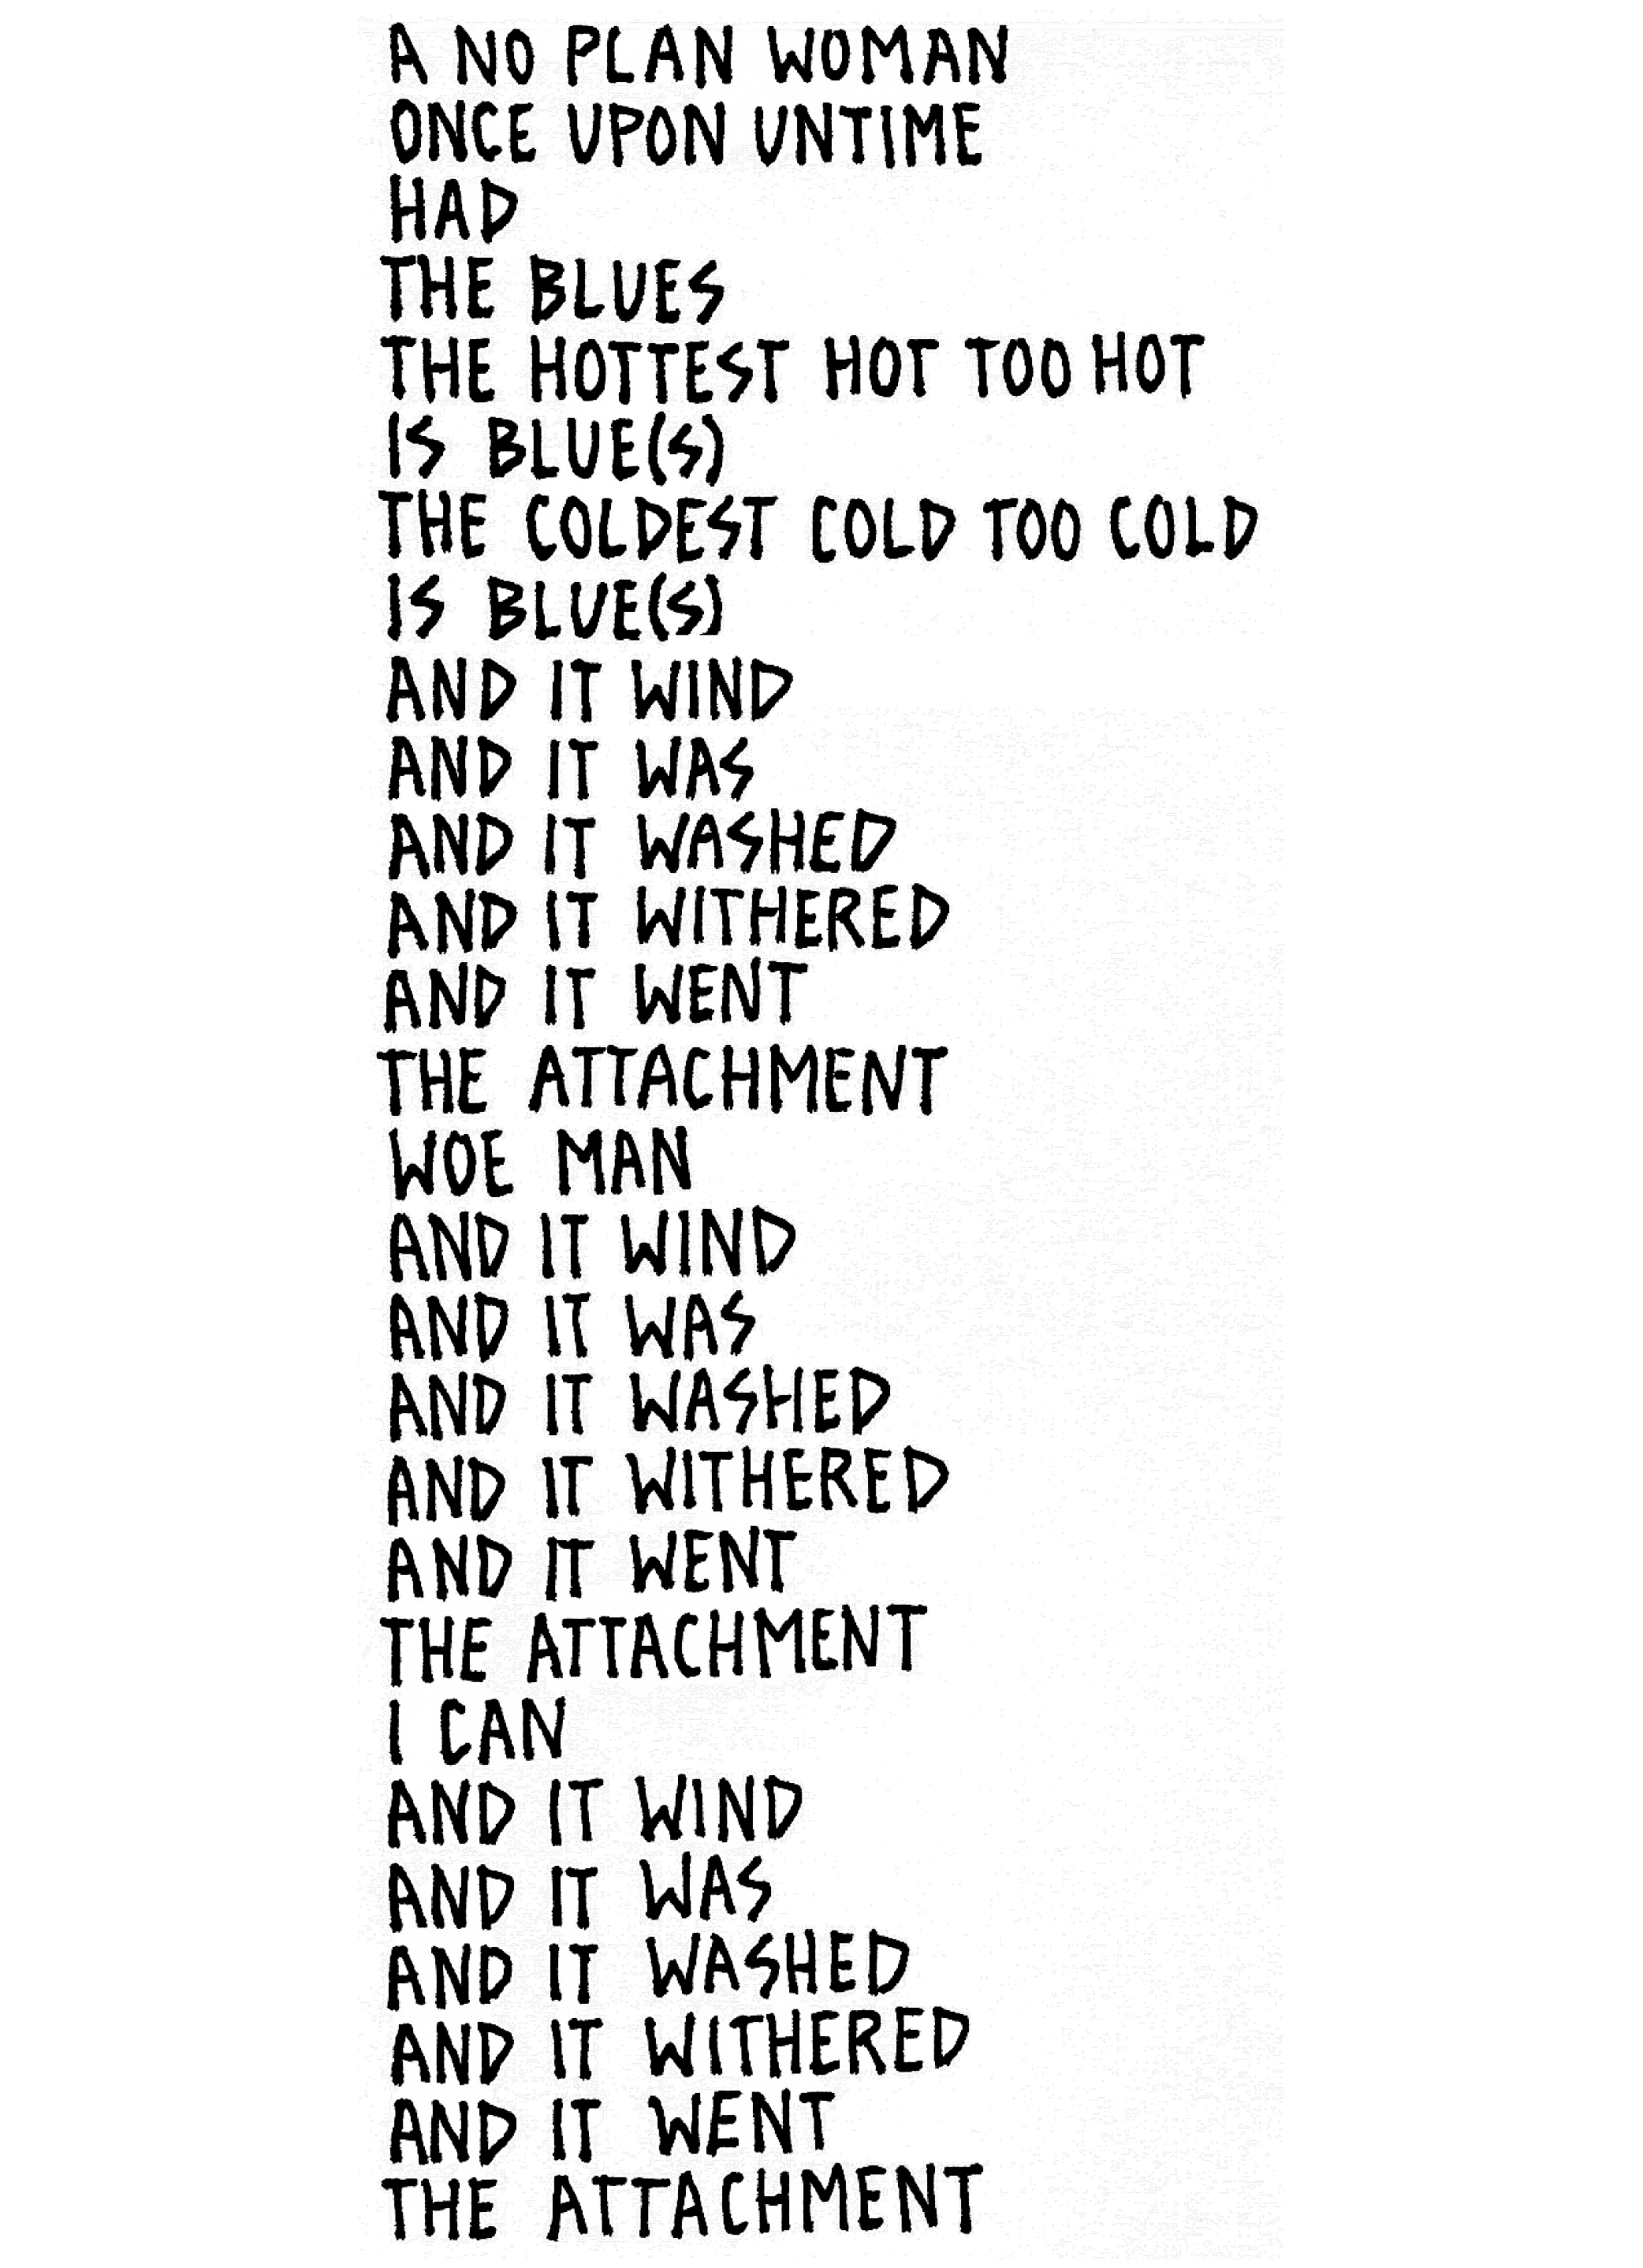 A NO PLAN WOMAN
ONCE UPON UNTIME
HAD
THE BLUES
THE HOTTEST HOT TOO HOT
IS BLUE(S)
THE COLDEST COLD TOO COLD
IS BLUE(S)
AND IT WIND
AND IT WAS
AND IT WASHED
AND IT WITHERED
AND IT WENT
THE ATTACHMENT
WOE MAN
AND IT WIND
AND IT WAS
AND IT WASHED
AND IT WITHERED
AND IT WENT
THE ATTACHMENT
I CAN
AND IT WIND
AND IT WAS
AND IT WASHED
AND IT WITHERED
AND IT WENT
THE ATTACHMENT